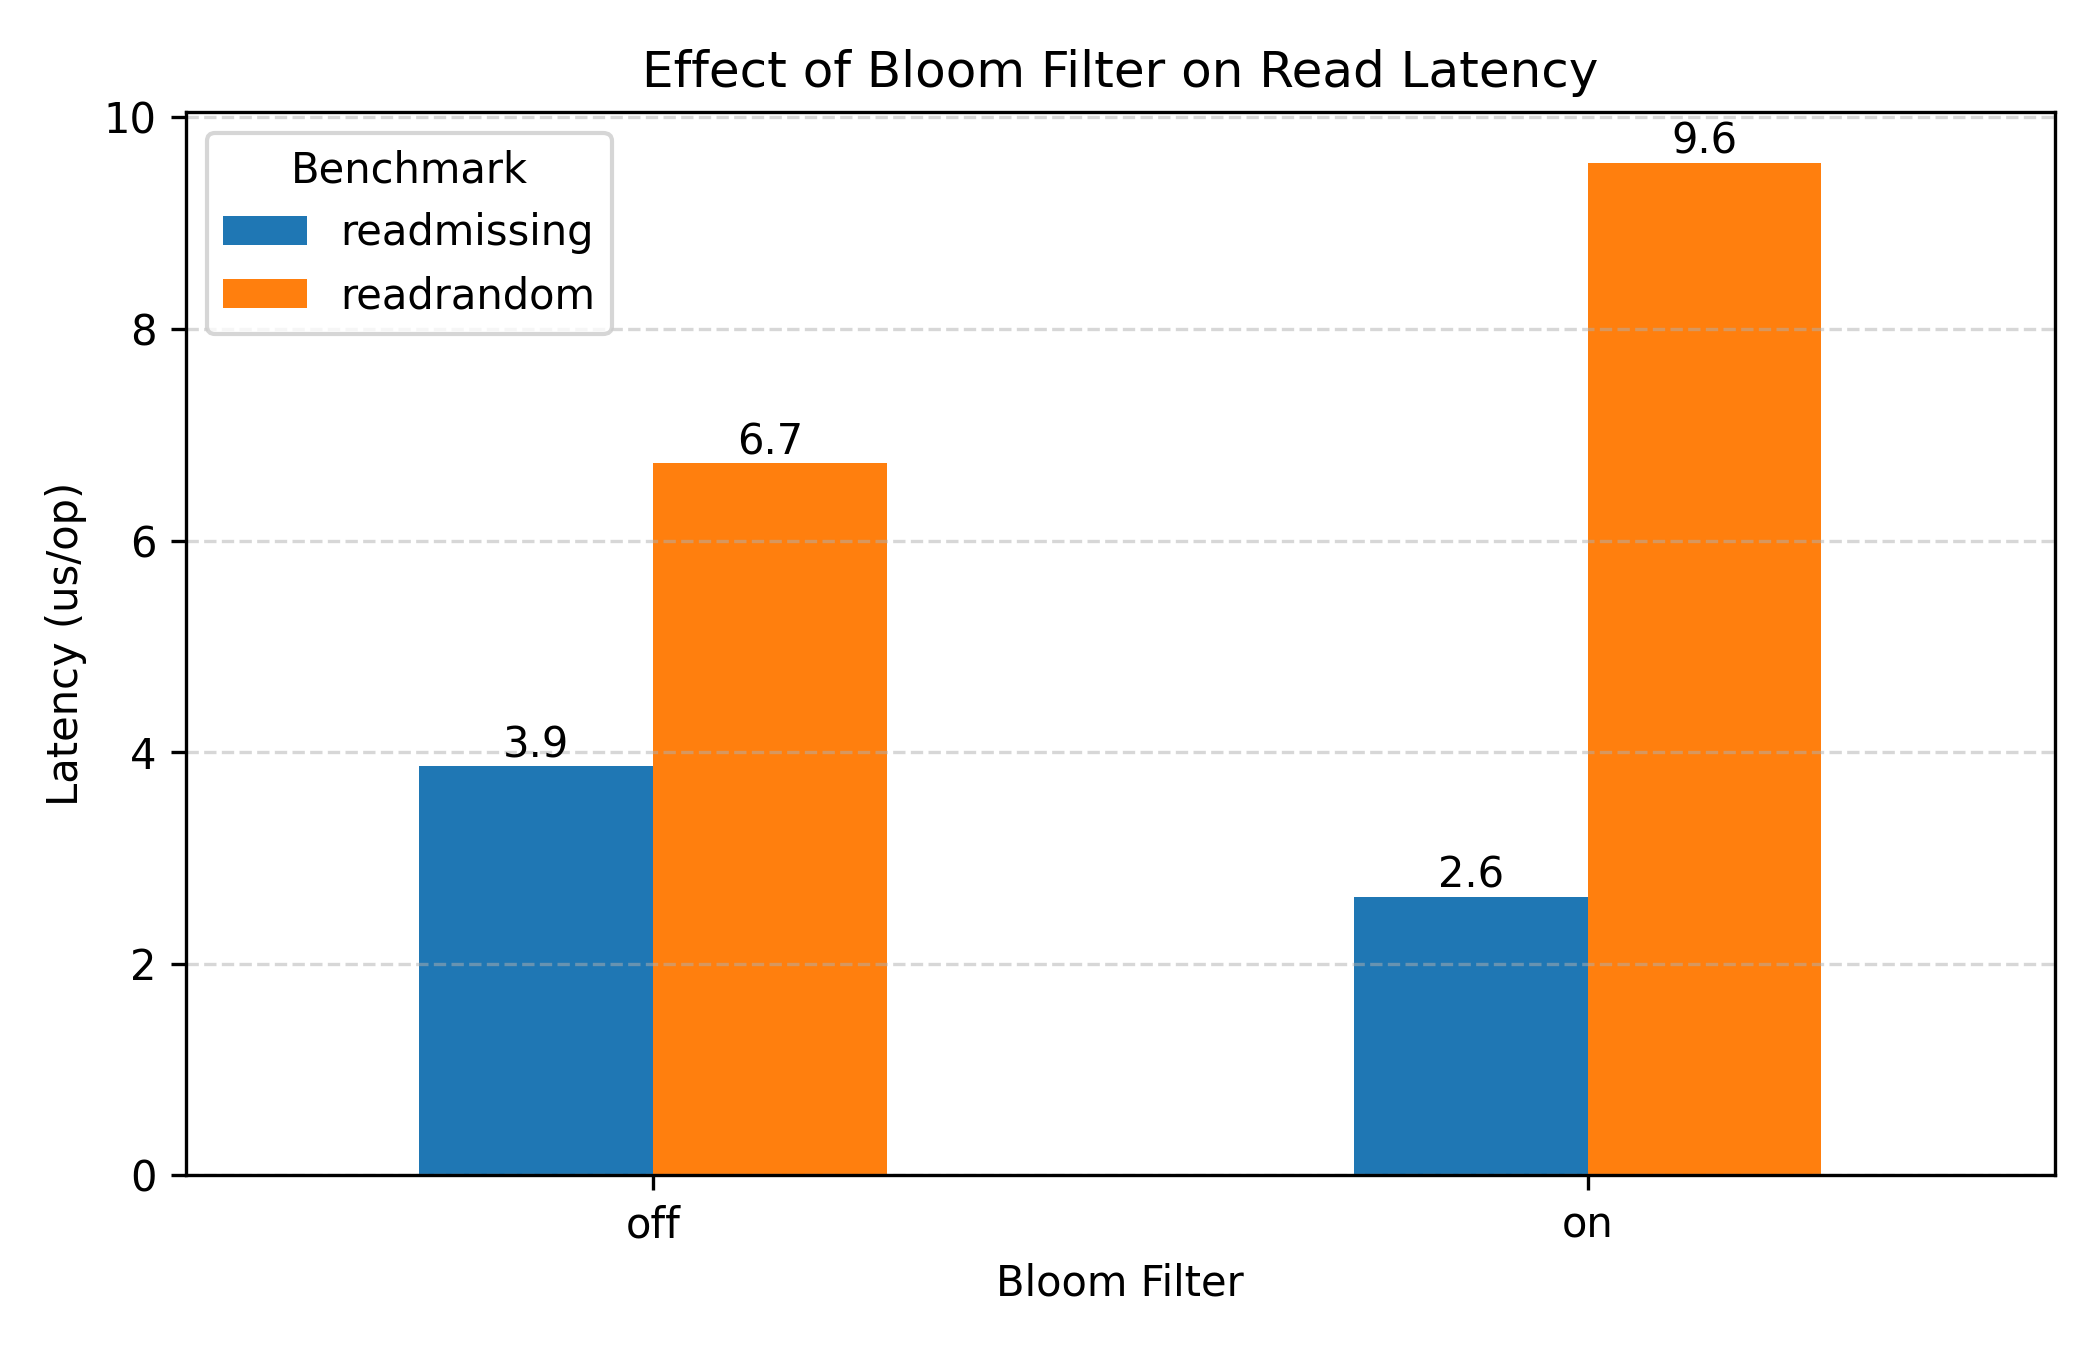 Effect of Bloom Filter on Read Latency
10
8
6
4
2
0
Latency (us/op)
Benchmark
readmissing
readrandom
3.9
6.7
2.6
9.6
off
on
Bloom Filter